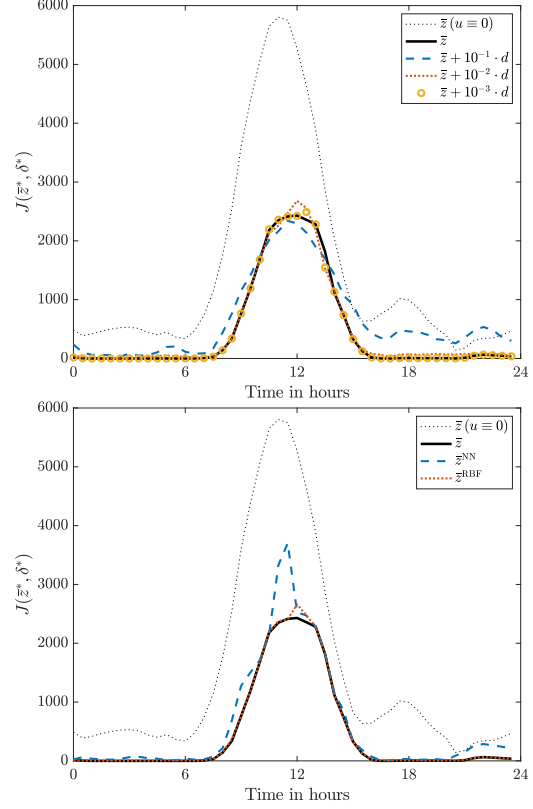 6000
5000
4000
3000
2000
1000
0
J(z̅*, δ*)
z̅ (u ≡ 0)
z̅
z̅ + 10⁻¹ · d
z̅ + 10⁻² · d
z̅ + 10⁻³ · d
0 6 12 18 24
Time in hours
6000
5000
4000
3000
2000
1000
0
J(z̅*, δ*)
z̅ (u ≡ 0)
z̅
z̅ᴺᴺ
z̅ᴿᴮꟳ
0 6 12 18 24
Time in hours